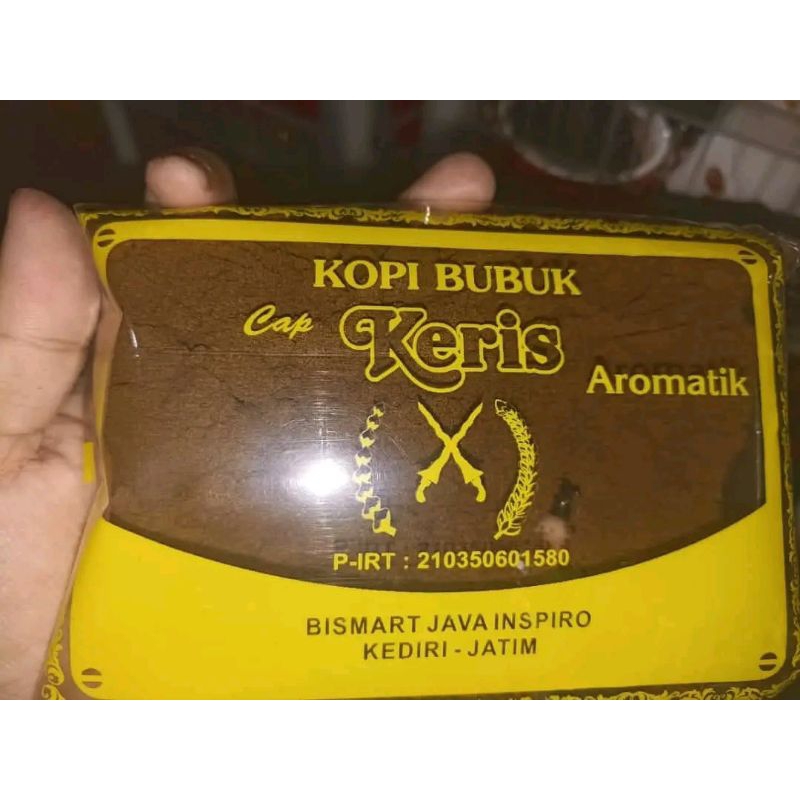 KOPI BUBUK
Cap Keris
Aromatik
P-IRT : 210350601580
BISMART JAVA INSPIRO
KEDIRI - JATIM